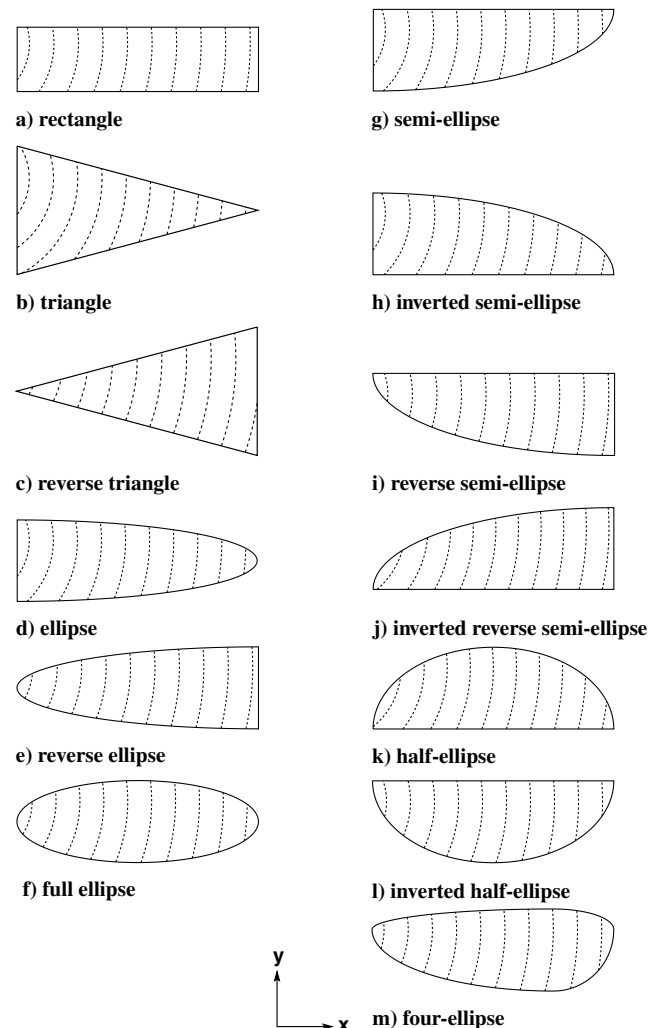 a) rectangle
b) triangle
c) reverse triangle
d) ellipse
e) reverse ellipse
f) full ellipse
g) semi-ellipse
h) inverted semi-ellipse
i) reverse semi-ellipse
j) inverted reverse semi-ellipse
k) half-ellipse
l) inverted half-ellipse
m) four-ellipse
y
x